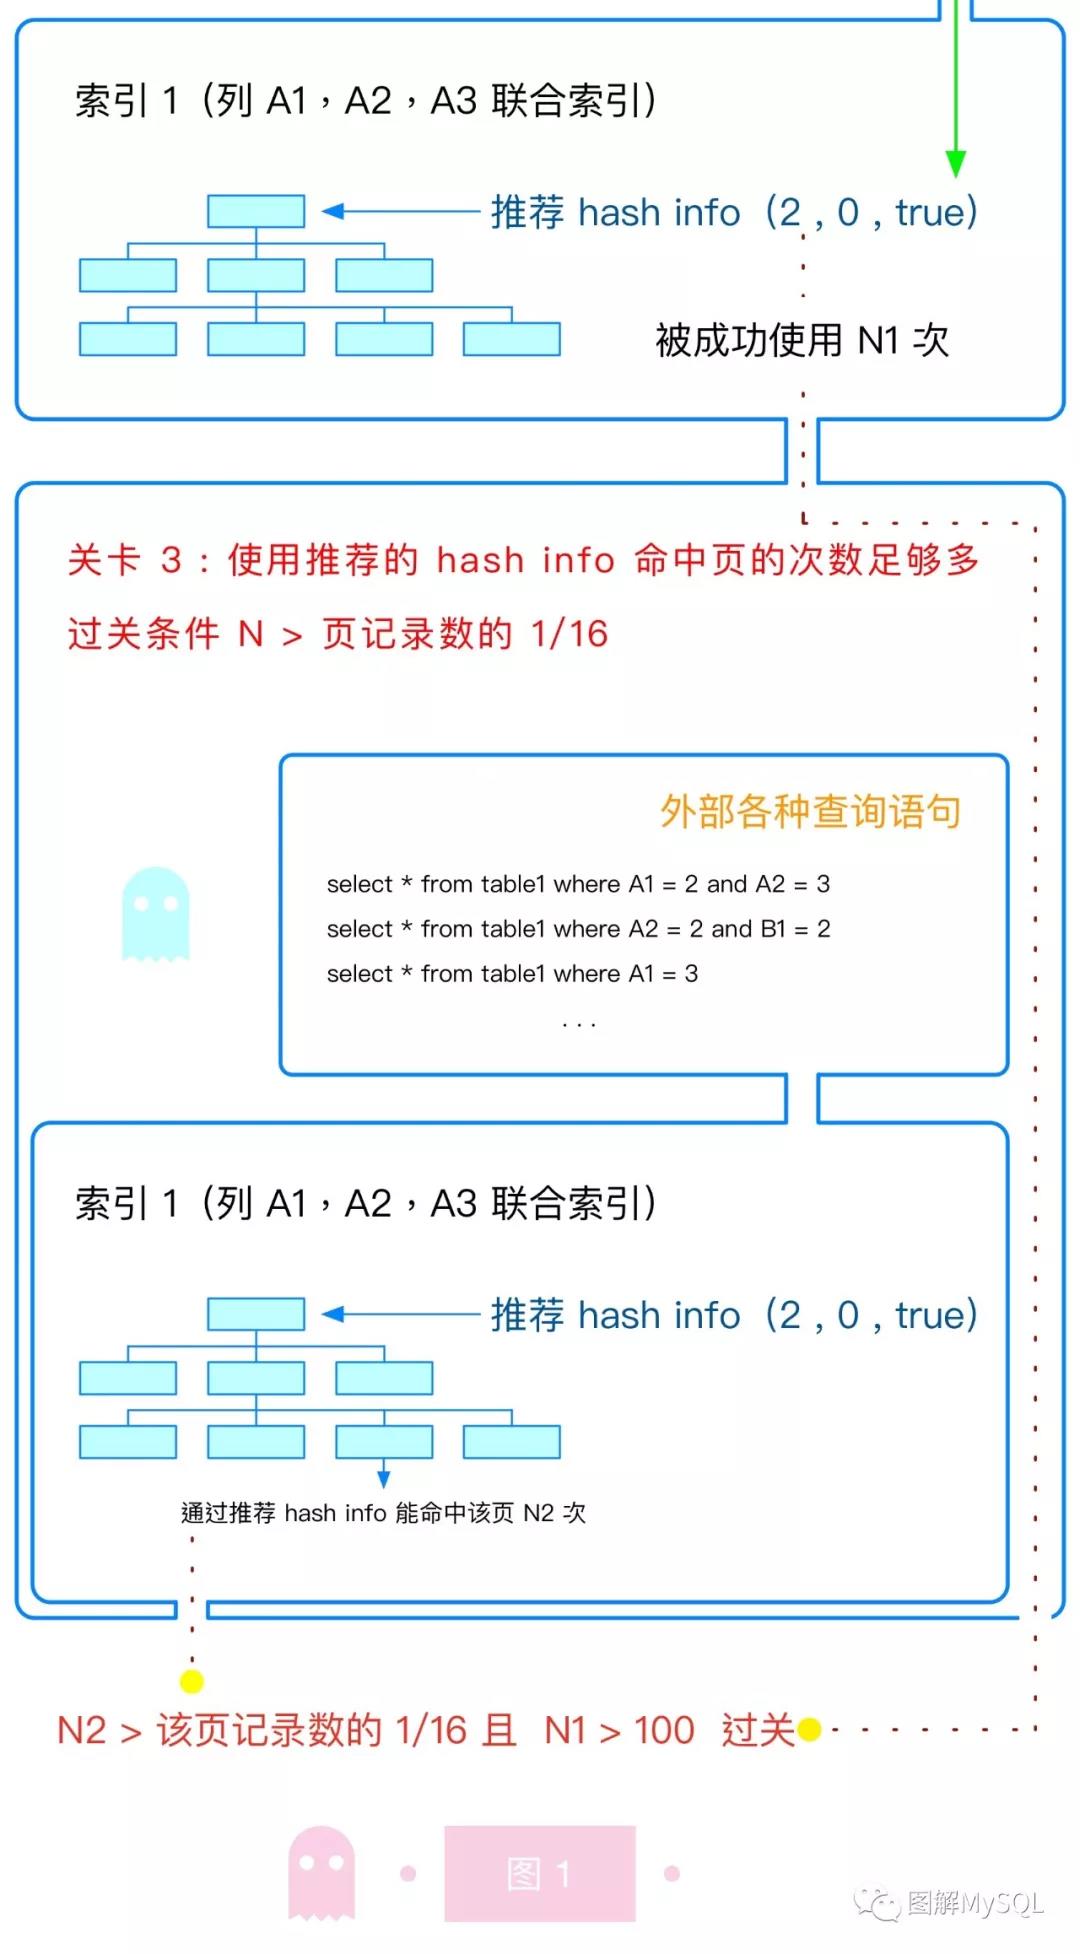 索引 1（列 A1，A2，A3 联合索引）
推荐 hash info（2 , 0 , true）
被成功使用 N1 次
关卡 3 : 使用推荐的 hash info 命中页的次数足够多
过关条件 N > 页记录数的 1/16
外部各种查询语句
select * from table1 where A1 = 2 and A2 = 3
select * from table1 where A2 = 2 and B1 = 2
select * from table1 where A1 = 3
. . .
索引 1（列 A1，A2，A3 联合索引）
推荐 hash info（2 , 0 , true）
通过推荐 hash info 能命中该页 N2 次
N2 > 该页记录数的 1/16 且 N1 > 100 过关
图 1
图解MySQL